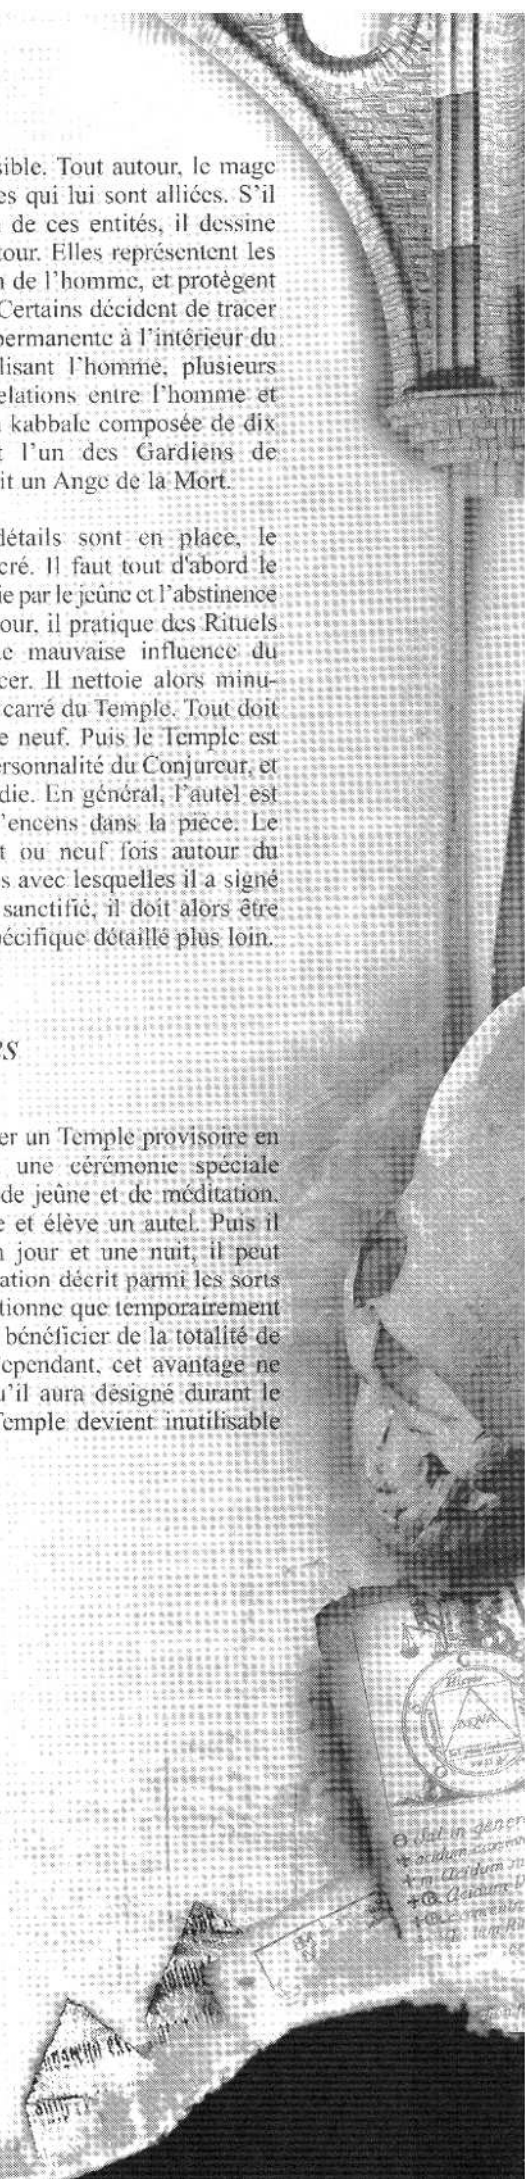 sible. Tout autour, le mage
es qui lui sont alliées. S'il
de ces entités, il dessine
tour. Elles représentent les
n de l'homme, et protègent
Certains décident de tracer
permanente à l'intérieur du
lisant l'homme, plusieurs
elations entre l'homme et
kabbale composée de dix
t l'un des Gardiens de
it un Ange de la Mort.
détails sont en place, le
cré. Il faut tout d'abord le
ie par le jeûne et l'abstinence
our, il pratique des Rituels
e mauvaise influence du
cer. Il nettoie alors minu-
carré du Temple. Tout doit
e neuf. Puis le Temple est
ersonnalité du Conjureur, et
die. En général, l'autel est
'encens dans la pièce. Le
t ou neuf fois autour du
s avec lesquelles il a signé
sanctifié, il doit alors être
pécifique détaillé plus loin.
es
er un Temple provisoire en
une cérémonie spéciale
de jeûne et de méditation,
e et élève un autel. Puis il
n jour et une nuit, il peut
ation décrit parmi les sorts
tionne que temporairement
bénéficier de la totalité de
ependant, cet avantage ne
u'il aura désigné durant le
Temple devient inutilisable
AQVA
Sal in gener